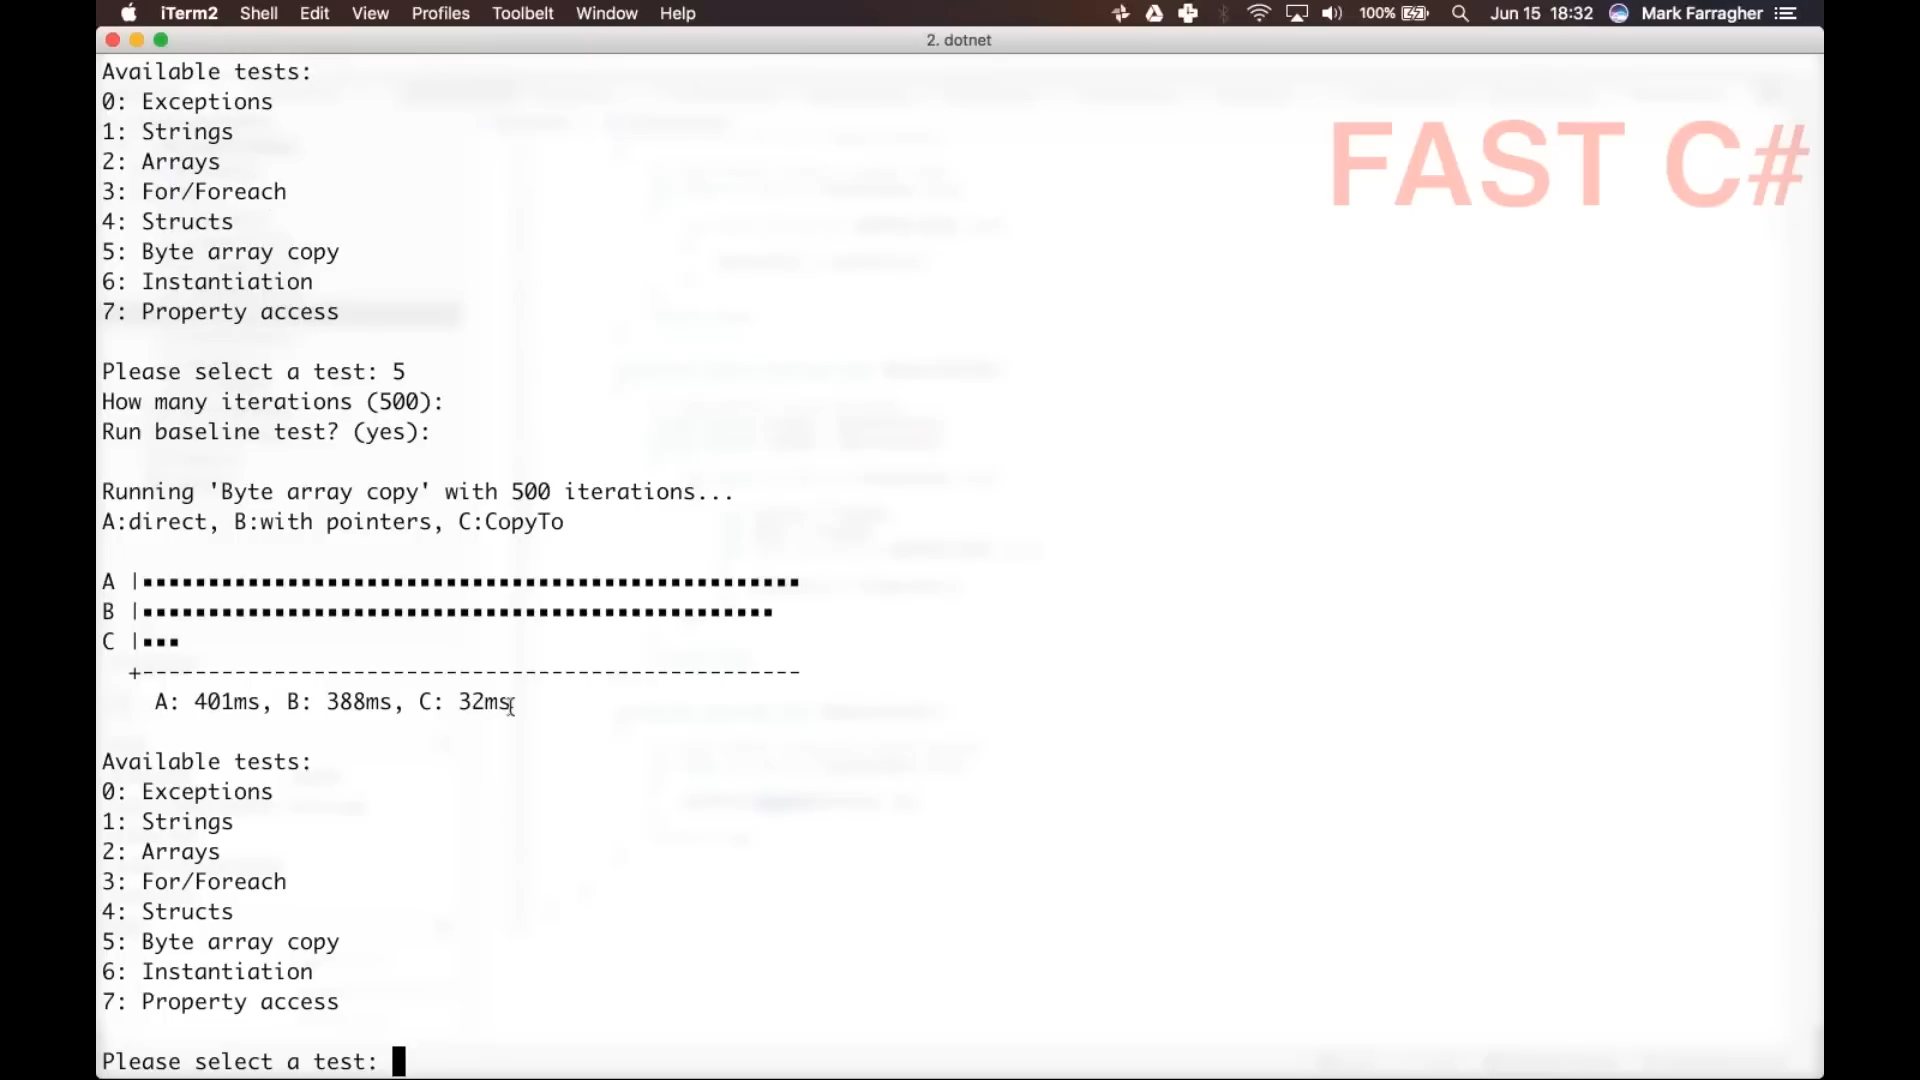 iTerm2 Shell Edit View Profiles Toolbelt Window Help 100% Jun 15 18:32 Mark Farragher
2. dotnet
FAST C#
Available tests:
0: Exceptions
1: Strings
2: Arrays
3: For/Foreach
4: Structs
5: Byte array copy
6: Instantiation
7: Property access
Please select a test: 5
How many iterations (500):
Run baseline test? (yes):
Running 'Byte array copy' with 500 iterations...
A:direct, B:with pointers, C:CopyTo
A |▪▪▪▪▪▪▪▪▪▪▪▪▪▪▪▪▪▪▪▪▪▪▪▪▪▪▪▪▪▪▪▪▪▪▪▪▪▪▪▪▪▪▪▪▪▪▪▪▪▪
B |▪▪▪▪▪▪▪▪▪▪▪▪▪▪▪▪▪▪▪▪▪▪▪▪▪▪▪▪▪▪▪▪▪▪▪▪▪▪▪▪▪▪▪▪▪▪▪▪
C |▪▪▪
+--------------------------------------------------
A: 401ms, B: 388ms, C: 32ms
Available tests:
0: Exceptions
1: Strings
2: Arrays
3: For/Foreach
4: Structs
5: Byte array copy
6: Instantiation
7: Property access
Please select a test: